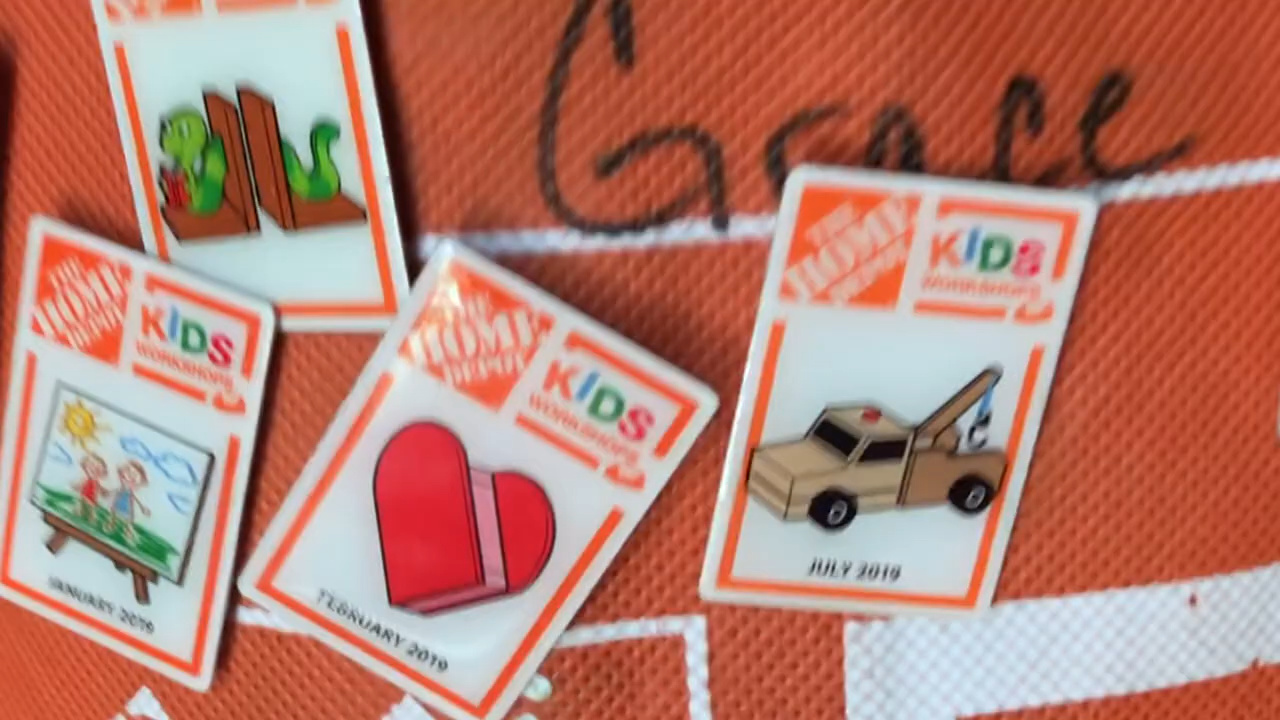 Grace
THE
HOME
DEPOT
KIDS
WORKSHOPS
JANUARY 2019
THE
HOME
DEPOT
KIDS
WORKSHOPS
FEBRUARY 2019
THE
HOME
DEPOT
KIDS
WORKSHOPS
JULY 2019